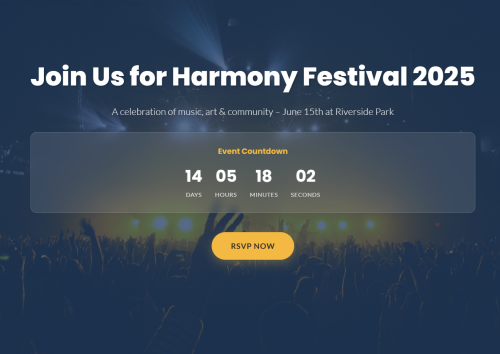 Join Us for Harmony Festival 2025
A celebration of music, art & community – June 15th at Riverside Park
Event Countdown
14 05 18 02
DAYS HOURS MINUTES SECONDS
RSVP NOW